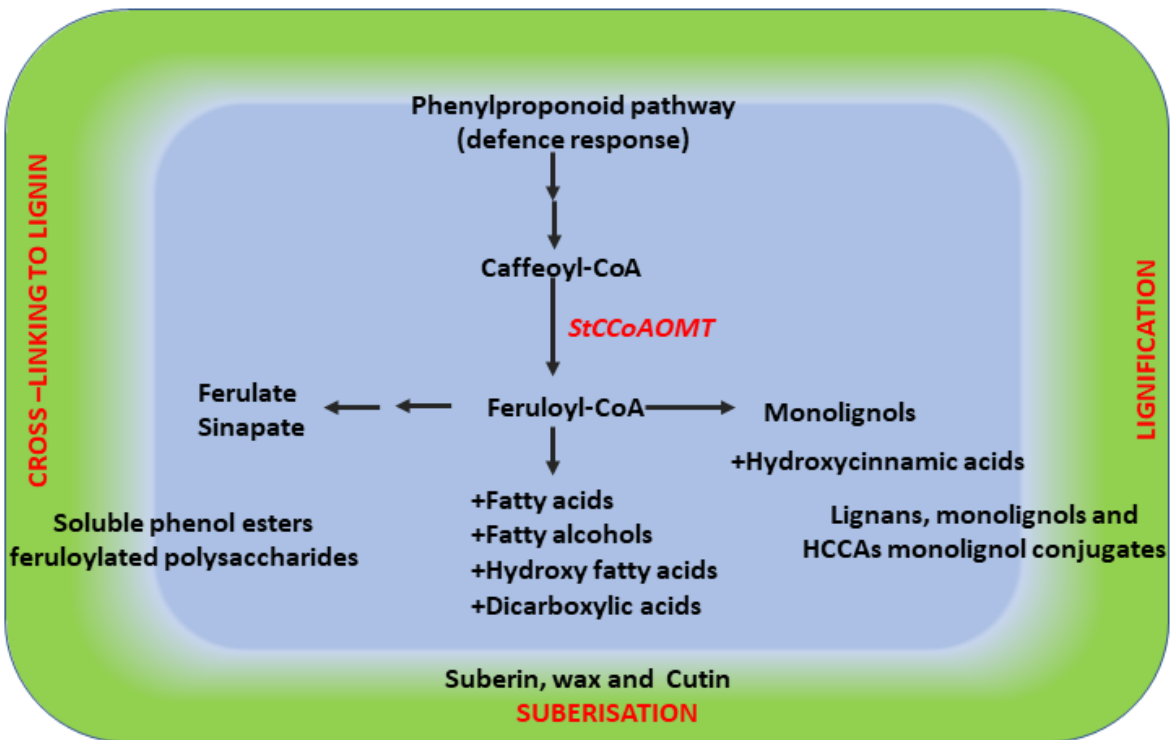 Phenylproponoid pathway
(defence response)
Caffeoyl-CoA
StCCoAOMT
Feruloyl-CoA
Ferulate
Sinapate
Monolignols
+Hydroxycinnamic acids
+Fatty acids
+Fatty alcohols
+Hydroxy fatty acids
+Dicarboxylic acids
Soluble phenol esters
feruloylated polysaccharides
Lignans, monolignols and
HCCAs monolignol conjugates
Suberin, wax and Cutin
SUBERISATION
CROSS –LINKING TO LIGNIN
LIGNIFICATION